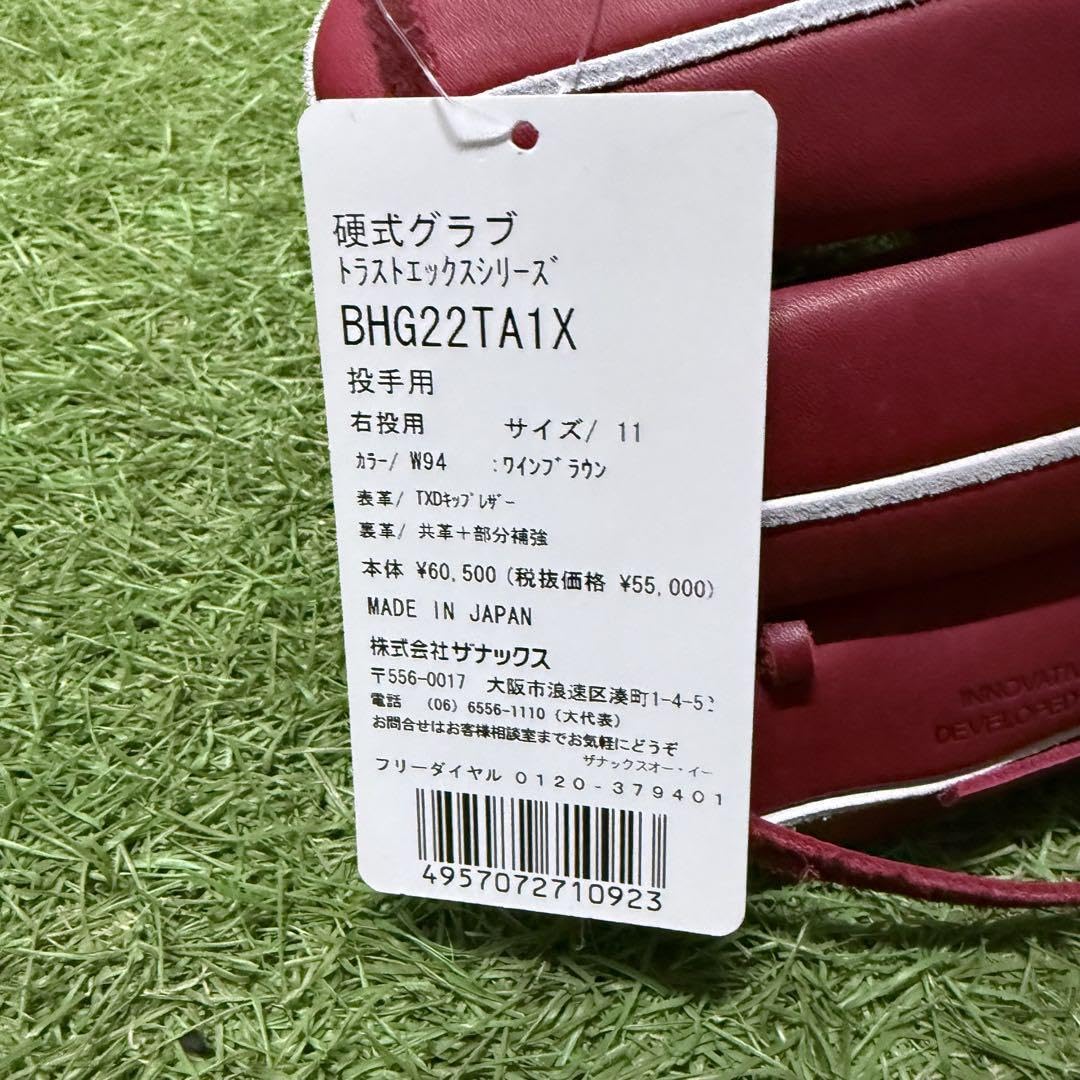 硬式グラブ
ﾄﾗｽﾄｴｯｸｽｼﾘｰｽﾞ
BHG22TA1X
投手用
右投用 サイズ/ 11
ｶﾗｰ/ W94 :ﾜｲﾝﾌﾞﾗｳﾝ
表革/ TXDｷｯﾌﾟﾚｻﾞｰ
裏革/ 共革＋部分補強
本体 ¥60,500 (税抜価格 ¥55,000)
MADE IN JAPAN
株式会社ザナックス
〒556-0017 大阪市浪速区湊町1-4-
電話 (06) 6556-1110 (大代表)
お問合せはお客様相談室までお気軽にどうぞ
ザナックスオー・イー
フリーダイヤル 0120-379401
4957072710923
DEVELOPED